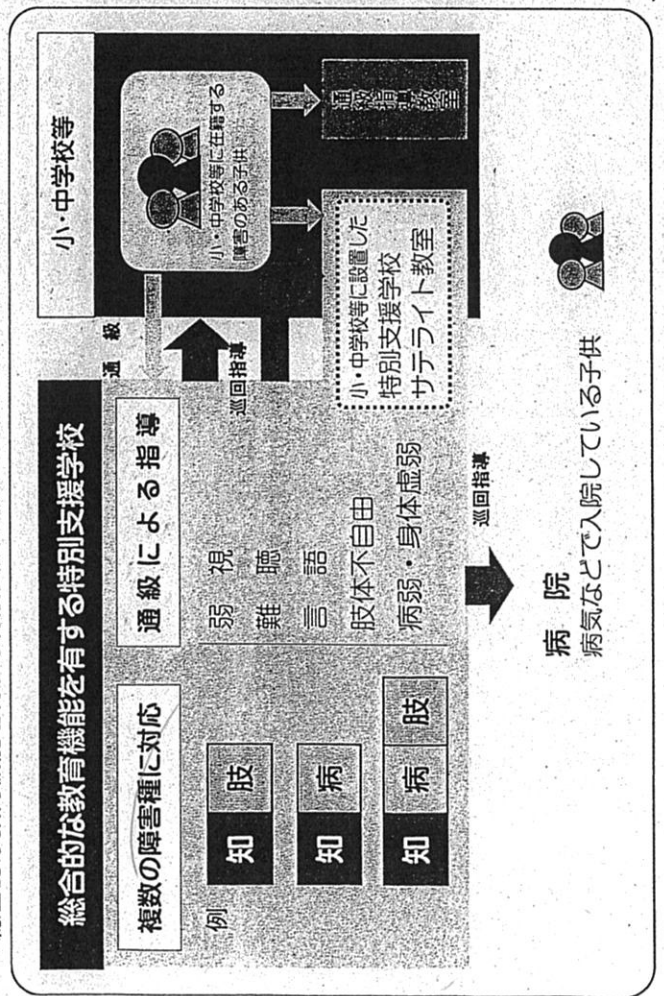 総合的な教育機能を有する特別支援学校
複数の障害種に対応
例
知 肢
知 病
知 病 肢
通級による指導
弱視
難聴
言語
肢体不自由
病弱・身体虚弱
通級
巡回指導
小・中学校等
小・中学校等に在籍する
障害のある子供
小・中学校等に設置した
特別支援学校
サテライト教室
通級指導教室
巡回指導
病院
病気などで入院している子供